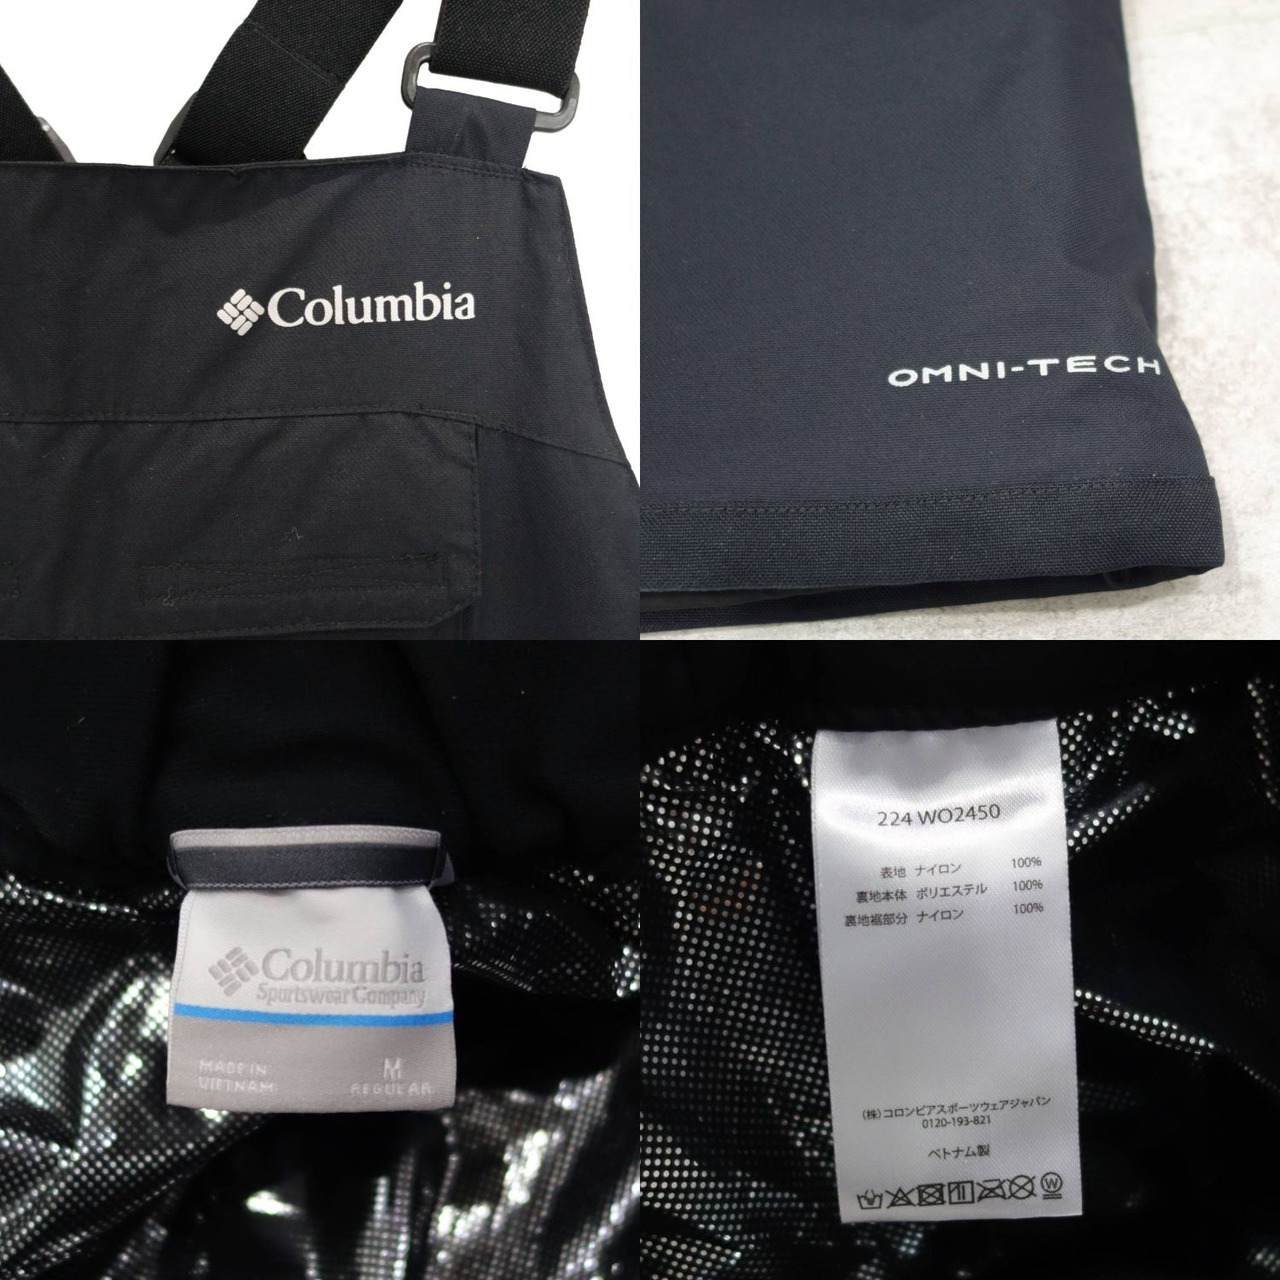 Columbia
OMNI-TECH
Columbia
Sportswear Company
MADE IN
VIETNAM
M
REGULAR
224 WO2450
表地 ナイロン 100%
裏地本体 ポリエステル 100%
裏地裾部分 ナイロン 100%
(株)コロンビアスポーツウェアジャパン
0120-193-821
ベトナム製
W